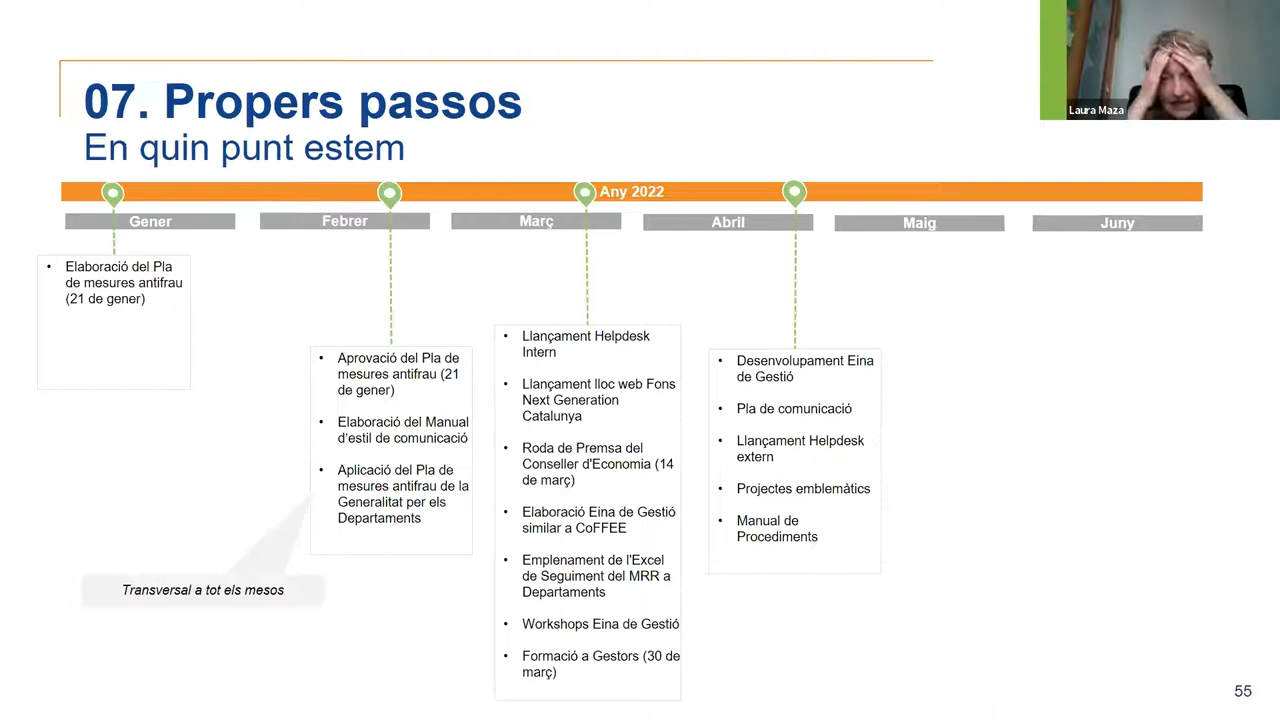 Laura Maza
07. Propers passos
En quin punt estem
Any 2022
Gener
Febrer
Març
Abril
Maig
Juny
• Elaboració del Pla
de mesures antifrau
(21 de gener)
• Aprovació del Pla de
mesures antifrau (21
de gener)
• Elaboració del Manual
d'estil de comunicació
• Aplicació del Pla de
mesures antifrau de la
Generalitat per els
Departaments
Transversal a tot els mesos
• Llançament Helpdesk
Intern
• Llançament lloc web Fons
Next Generation
Catalunya
• Roda de Premsa del
Conseller d'Economia (14
de març)
• Elaboració Eina de Gestió
similar a CoFFEE
• Emplenament de l'Excel
de Seguiment del MRR a
Departaments
• Workshops Eina de Gestió
• Formació a Gestors (30 de
març)
• Desenvolupament Eina
de Gestió
• Pla de comunicació
• Llançament Helpdesk
extern
• Projectes emblemàtics
• Manual de
Procediments
55